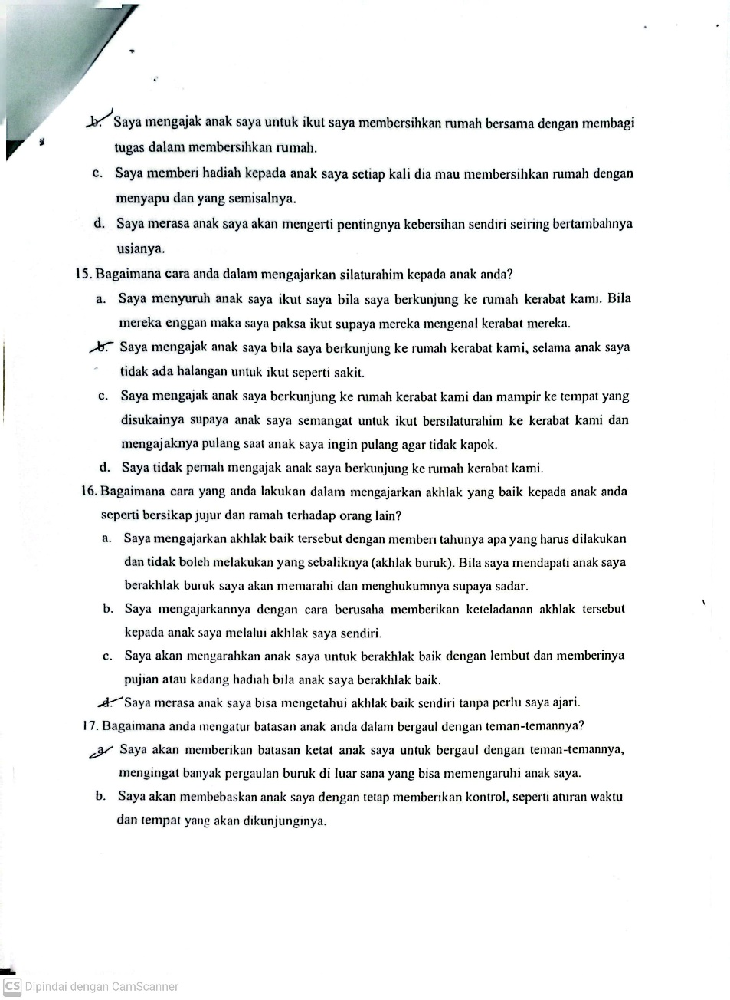 b. Saya mengajak anak saya untuk ikut saya membersihkan rumah bersama dengan membagi
tugas dalam membersihkan rumah.
c. Saya memberi hadiah kepada anak saya setiap kali dia mau membersihkan rumah dengan
menyapu dan yang semisalnya.
d. Saya merasa anak saya akan mengerti pentingnya kebersihan sendiri seiring bertambahnya
usianya.
15. Bagaimana cara anda dalam mengajarkan silaturahim kepada anak anda?
a. Saya menyuruh anak saya ikut saya bila saya berkunjung ke rumah kerabat kami. Bila
mereka enggan maka saya paksa ikut supaya mereka mengenal kerabat mereka.
b. Saya mengajak anak saya bila saya berkunjung ke rumah kerabat kami, selama anak saya
tidak ada halangan untuk ikut seperti sakit.
c. Saya mengajak anak saya berkunjung ke rumah kerabat kami dan mampir ke tempat yang
disukainya supaya anak saya semangat untuk ikut bersilaturahim ke kerabat kami dan
mengajaknya pulang saat anak saya ingin pulang agar tidak kapok.
d. Saya tidak pernah mengajak anak saya berkunjung ke rumah kerabat kami.
16. Bagaimana cara yang anda lakukan dalam mengajarkan akhlak yang baik kepada anak anda
seperti bersikap jujur dan ramah terhadap orang lain?
a. Saya mengajarkan akhlak baik tersebut dengan memberi tahunya apa yang harus dilakukan
dan tidak boleh melakukan yang sebaliknya (akhlak buruk). Bila saya mendapati anak saya
berakhlak buruk saya akan memarahi dan menghukumnya supaya sadar.
b. Saya mengajarkannya dengan cara berusaha memberikan keteladanan akhlak tersebut
kepada anak saya melalui akhlak saya sendiri.
c. Saya akan mengarahkan anak saya untuk berakhlak baik dengan lembut dan memberinya
pujian atau kadang hadiah bila anak saya berakhlak baik.
d. Saya merasa anak saya bisa mengetahui akhlak baik sendiri tanpa perlu saya ajari.
17. Bagaimana anda mengatur batasan anak anda dalam bergaul dengan teman-temannya?
a. Saya akan memberikan batasan ketat anak saya untuk bergaul dengan teman-temannya,
mengingat banyak pergaulan buruk di luar sana yang bisa memengaruhi anak saya.
b. Saya akan membebaskan anak saya dengan tetap memberikan kontrol, seperti aturan waktu
dan tempat yang akan dikunjunginya.
CS Dipindai dengan CamScanner